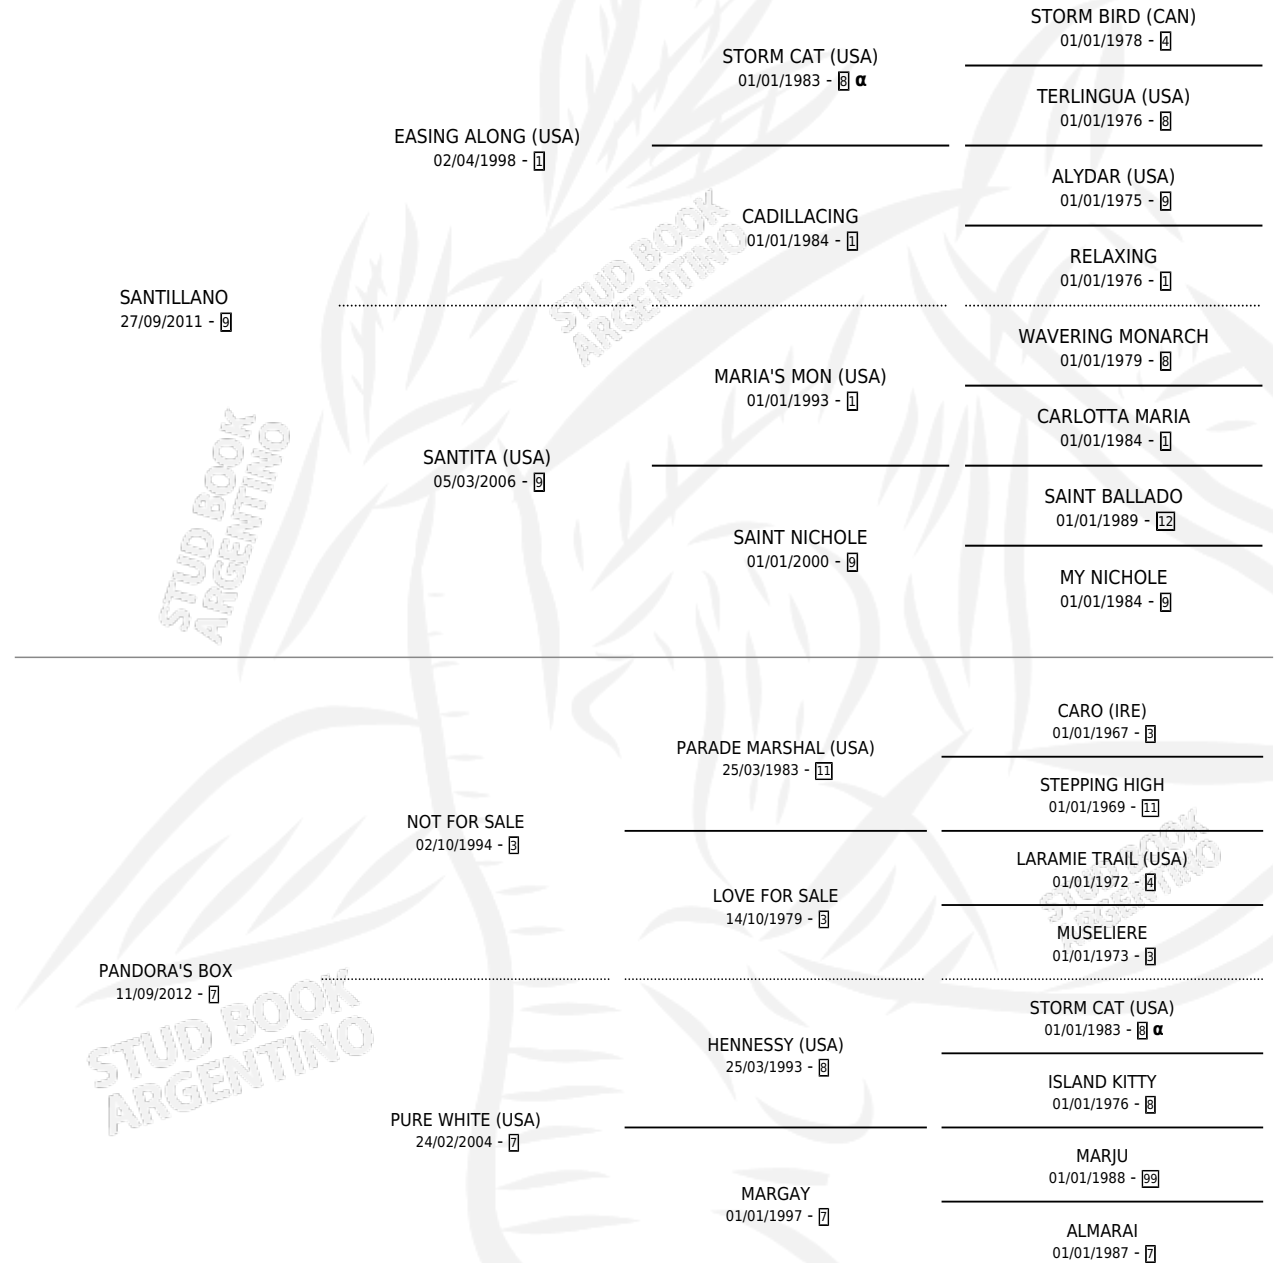 STORM BIRD (CAN)
01/01/1978 - 4
STORM CAT (USA)
01/01/1983 - 8 α
TERLINGUA (USA)
01/01/1976 - 8
EASING ALONG (USA)
02/04/1998 - 1
ALYDAR (USA)
01/01/1975 - 9
CADILLACING
01/01/1984 - 1
RELAXING
01/01/1976 - 1
STUD BOOK
ARGENTINO
SANTILLANO
27/09/2011 - 9
WAVERING MONARCH
01/01/1979 - 8
MARIA'S MON (USA)
01/01/1993 - 1
CARLOTTA MARIA
01/01/1984 - 1
SANTITA (USA)
05/03/2006 - 9
SAINT BALLADO
01/01/1989 - 12
SAINT NICHOLE
01/01/2000 - 9
MY NICHOLE
01/01/1984 - 9
STUD BOOK
ARGENTINO
CARO (IRE)
01/01/1967 - 3
PARADE MARSHAL (USA)
25/03/1983 - 11
STEPPING HIGH
01/01/1969 - 11
NOT FOR SALE
02/10/1994 - 3
LARAMIE TRAIL (USA)
01/01/1972 - 4
LOVE FOR SALE
14/10/1979 - 3
MUSELIERE
01/01/1973 - 3
STUD BOOK
ARGENTINO
PANDORA'S BOX
11/09/2012 - 7
STORM CAT (USA)
01/01/1983 - 8 α
HENNESSY (USA)
25/03/1993 - 8
ISLAND KITTY
01/01/1976 - 8
STUD BOOK
ARGENTINO
PURE WHITE (USA)
24/02/2004 - 7
MARJU
01/01/1988 - 99
MARGAY
01/01/1997 - 7
ALMARAI
01/01/1987 - 7